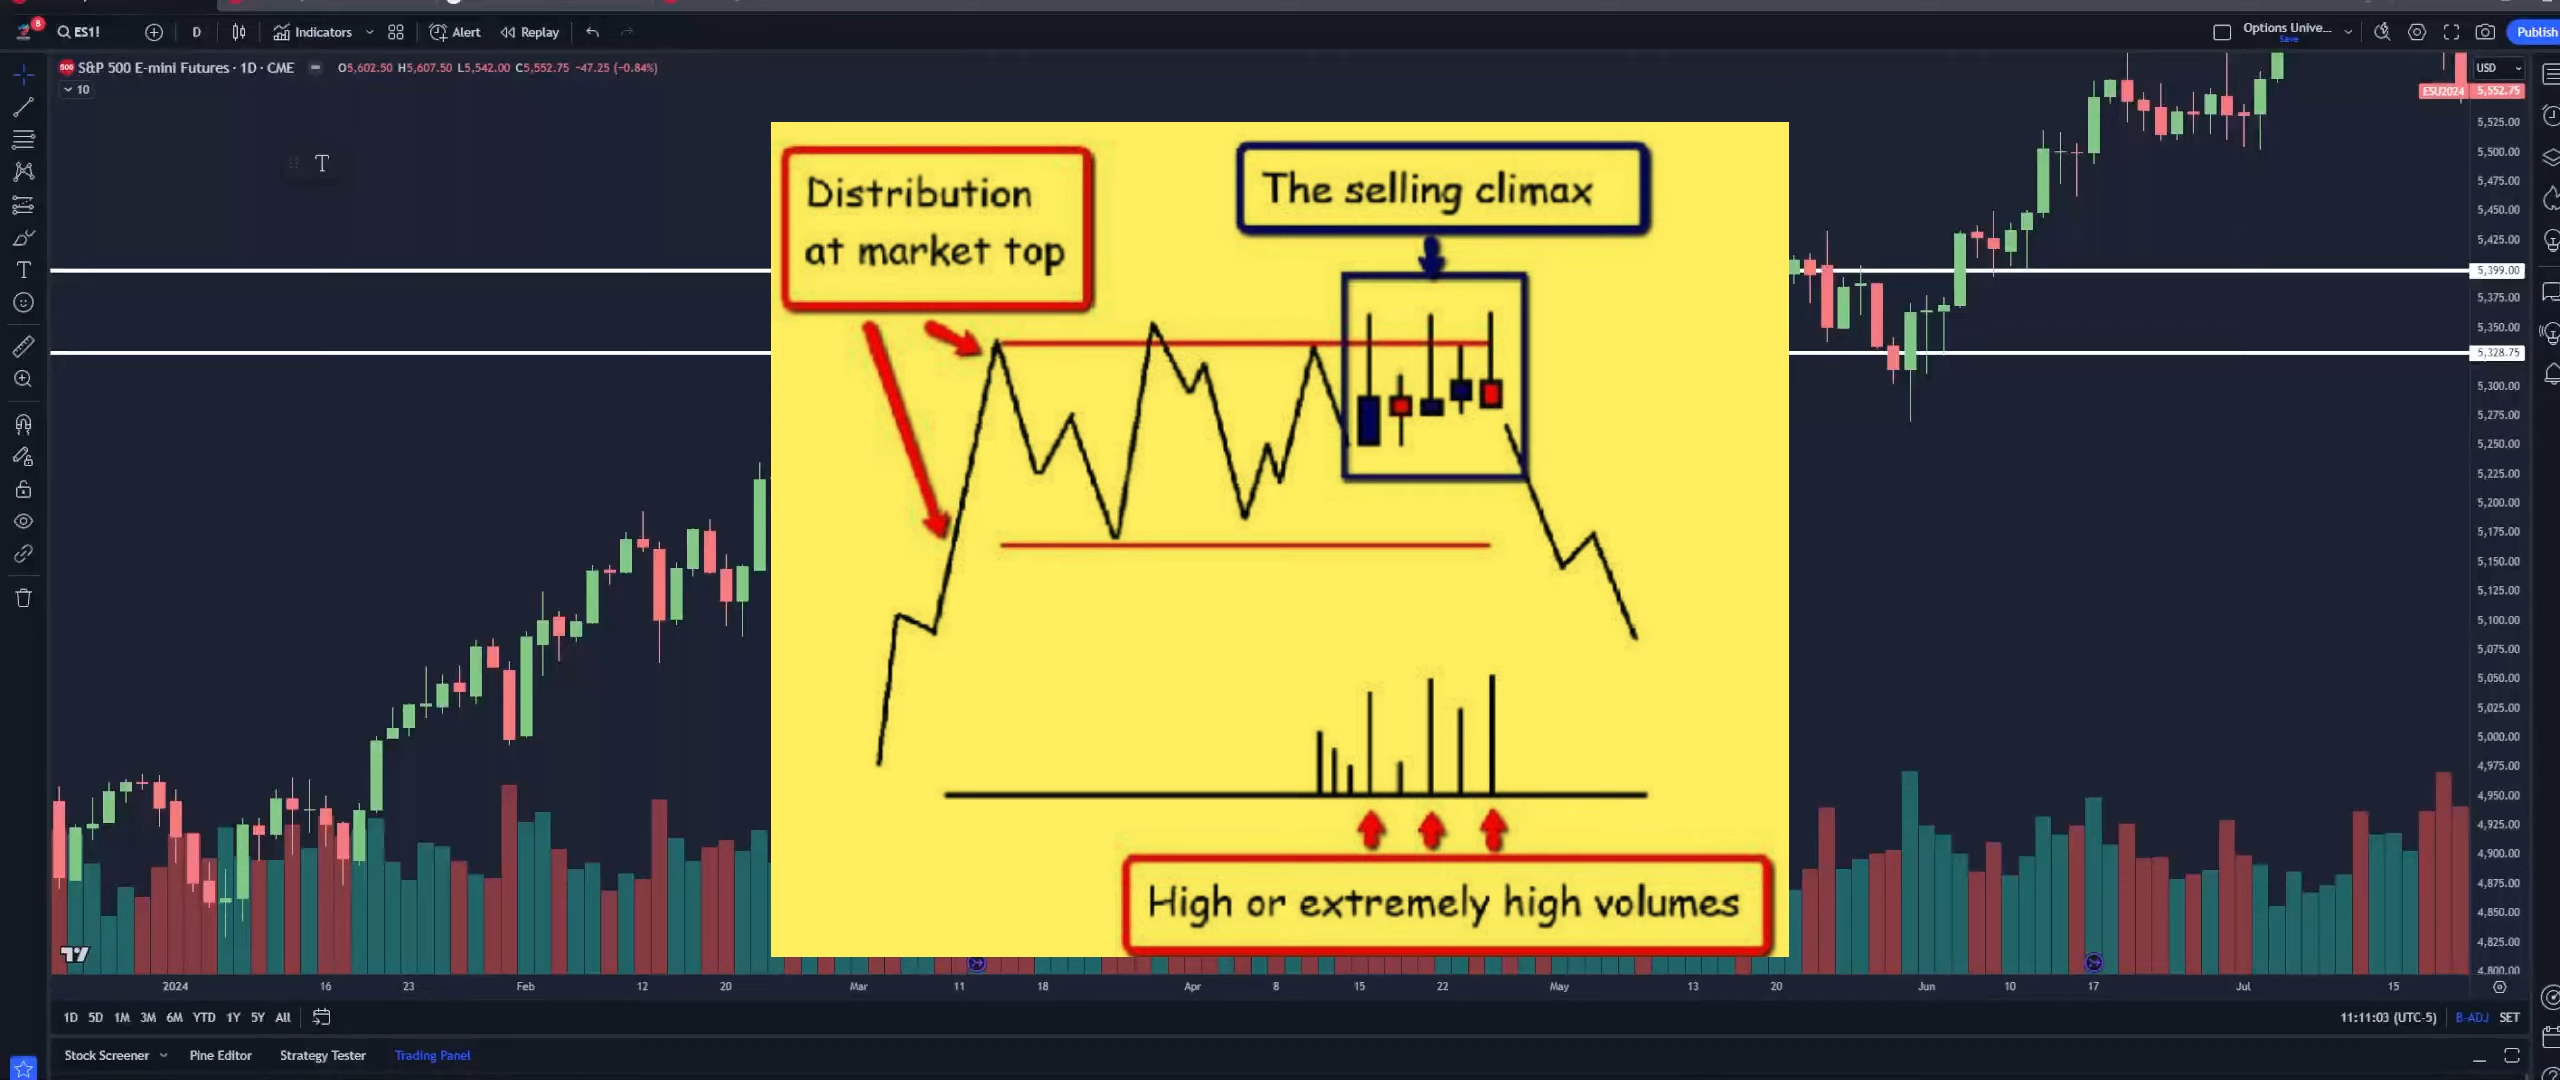 8
ES1!
D
Indicators
Alert
Replay
Options Unive...
Save
Publish
500
S&P 500 E-mini Futures · 1D · CME
O5,602.50 H5,607.50 L5,542.00 C5,552.75 −47.25 (−0.84%)
10
USD
ESU2024 5,552.75
5,525.00
5,500.00
5,475.00
5,450.00
5,425.00
5,399.00
5,375.00
5,350.00
5,328.75
5,300.00
5,275.00
5,250.00
5,225.00
5,200.00
5,175.00
5,150.00
5,125.00
5,100.00
5,075.00
5,050.00
5,025.00
5,000.00
4,975.00
4,950.00
4,925.00
4,900.00
4,875.00
4,850.00
4,825.00
4,800.00
T
Distribution
at market top
The selling climax
High or extremely high volumes
2024 16 23 Feb 12 20 Mar 11 18 Apr 8 15 22 May 13 20 Jun 10 17 Jul 15
1D 5D 1M 3M 6M YTD 1Y 5Y All
11:11:03 (UTC-5) B-ADJ SET
Stock Screener Pine Editor Strategy Tester Trading Panel